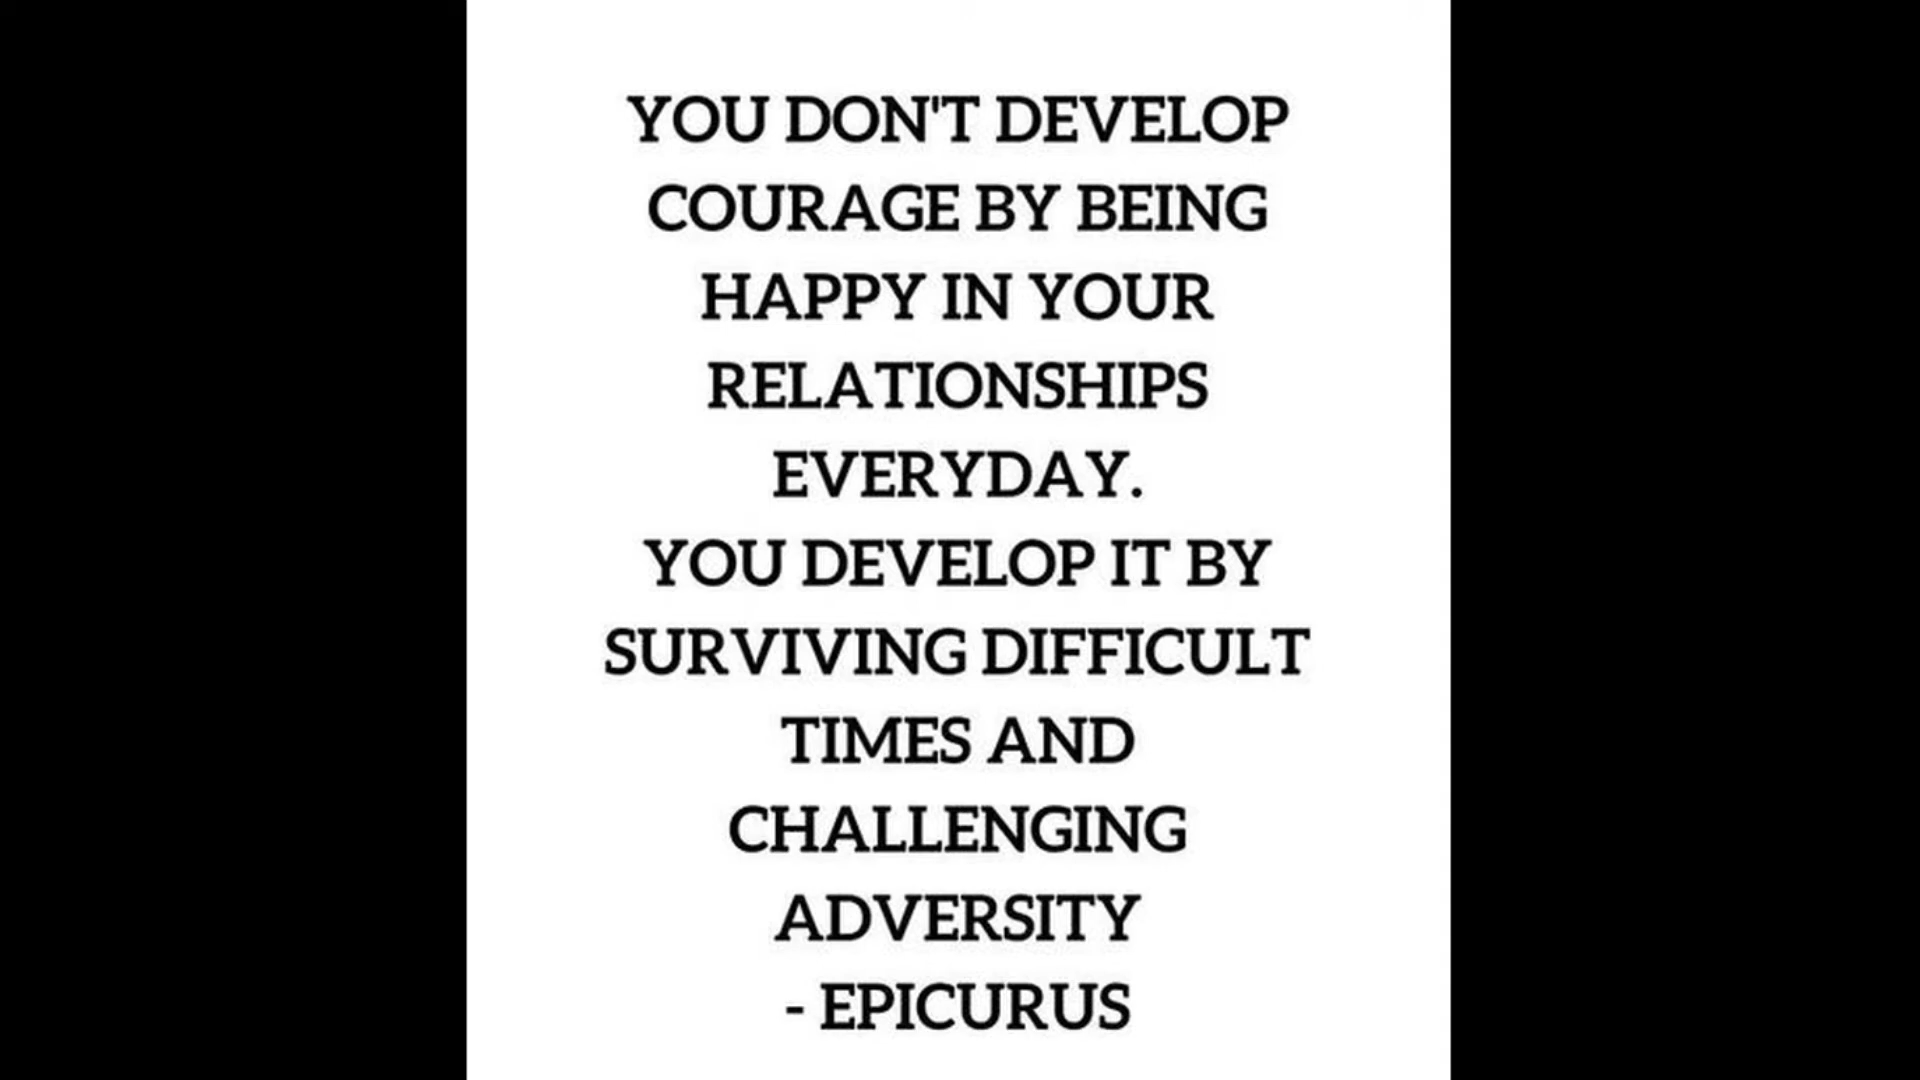 YOU DON'T DEVELOP
COURAGE BY BEING
HAPPY IN YOUR
RELATIONSHIPS
EVERYDAY.
YOU DEVELOP IT BY
SURVIVING DIFFICULT
TIMES AND
CHALLENGING
ADVERSITY
- EPICURUS